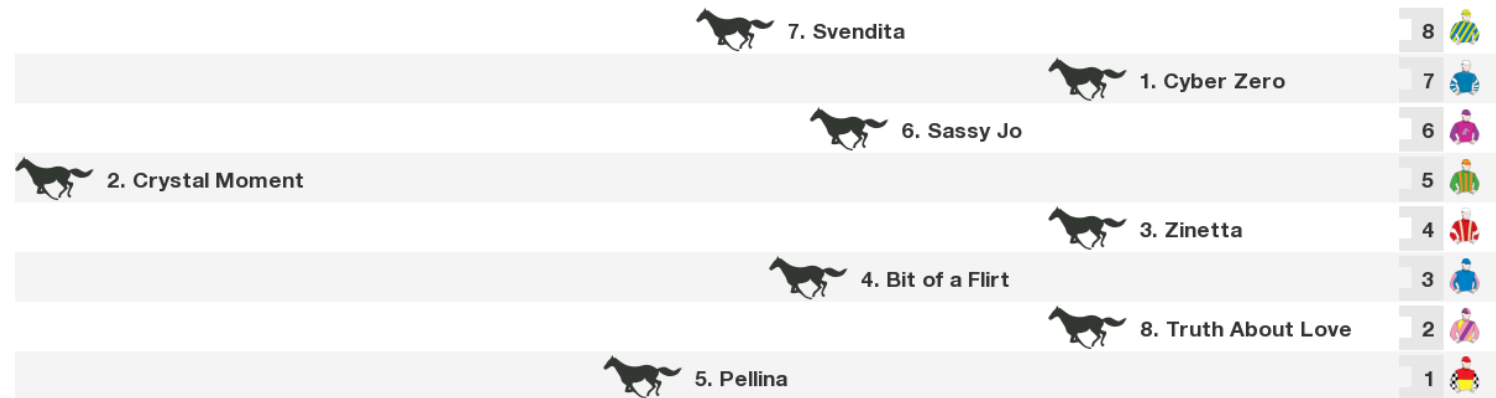 7. Svendita 8
1. Cyber Zero 7
6. Sassy Jo 6
2. Crystal Moment 5
3. Zinetta 4
4. Bit of a Flirt 3
8. Truth About Love 2
5. Pellina 1